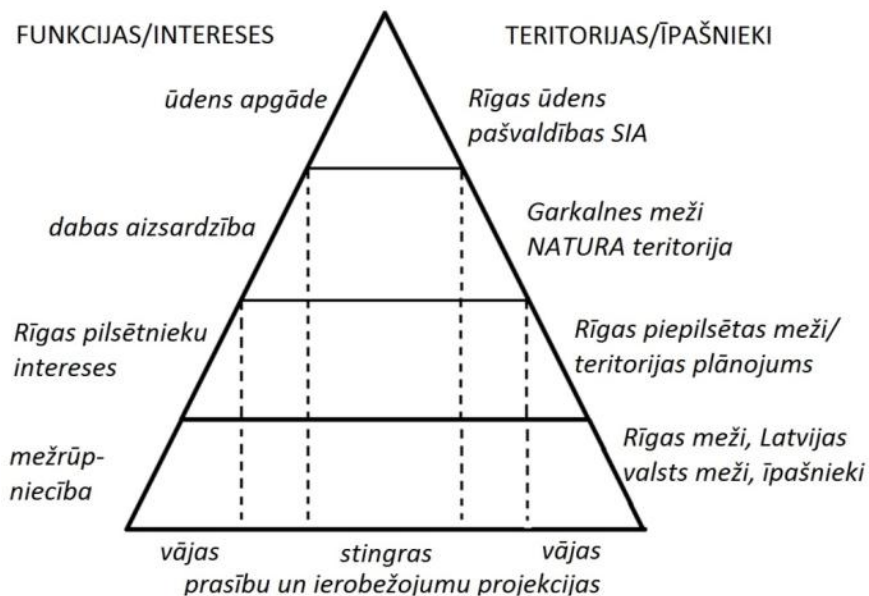 FUNKCIJAS/INTERESES
TERITORIJAS/ĪPAŠNIEKI
ūdens apgāde
Rīgas ūdens
pašvaldības SIA
dabas aizsardzība
Garkalnes meži
NATURA teritorija
Rīgas pilsētnieku
intereses
Rīgas piepilsētas meži/
teritorijas plānojums
mežrūp-
niecība
Rīgas meži, Latvijas
valsts meži, īpašnieki
vājas
stingras
vājas
prasību un ierobežojumu projekcijas